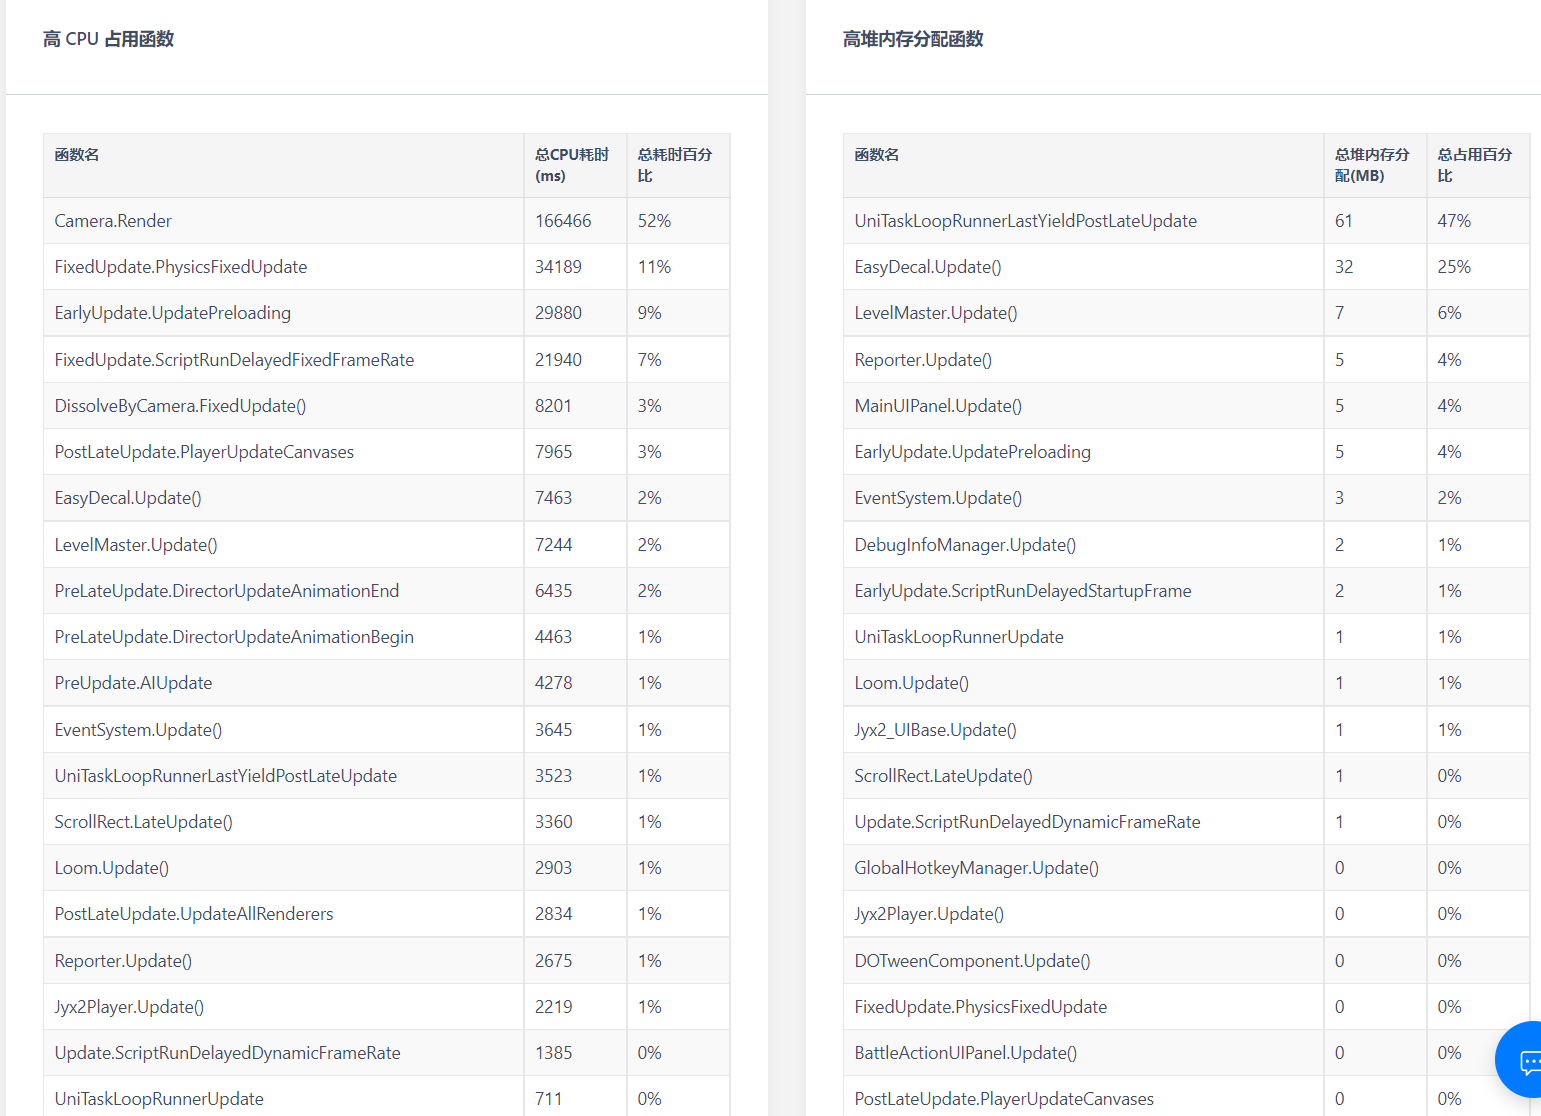 高 CPU 占用函数
函数名 总CPU耗时(ms) 总耗时百分比
Camera.Render 166466 52%
FixedUpdate.PhysicsFixedUpdate 34189 11%
EarlyUpdate.UpdatePreloading 29880 9%
FixedUpdate.ScriptRunDelayedFixedFrameRate 21940 7%
DissolveByCamera.FixedUpdate() 8201 3%
PostLateUpdate.PlayerUpdateCanvases 7965 3%
EasyDecal.Update() 7463 2%
LevelMaster.Update() 7244 2%
PreLateUpdate.DirectorUpdateAnimationEnd 6435 2%
PreLateUpdate.DirectorUpdateAnimationBegin 4463 1%
PreUpdate.AIUpdate 4278 1%
EventSystem.Update() 3645 1%
UniTaskLoopRunnerLastYieldPostLateUpdate 3523 1%
ScrollRect.LateUpdate() 3360 1%
Loom.Update() 2903 1%
PostLateUpdate.UpdateAllRenderers 2834 1%
Reporter.Update() 2675 1%
Jyx2Player.Update() 2219 1%
Update.ScriptRunDelayedDynamicFrameRate 1385 0%
UniTaskLoopRunnerUpdate 711 0%
高堆内存分配函数
函数名 总堆内存分配(MB) 总占用百分比
UniTaskLoopRunnerLastYieldPostLateUpdate 61 47%
EasyDecal.Update() 32 25%
LevelMaster.Update() 7 6%
Reporter.Update() 5 4%
MainUIPanel.Update() 5 4%
EarlyUpdate.UpdatePreloading 5 4%
EventSystem.Update() 3 2%
DebugInfoManager.Update() 2 1%
EarlyUpdate.ScriptRunDelayedStartupFrame 2 1%
UniTaskLoopRunnerUpdate 1 1%
Loom.Update() 1 1%
Jyx2_UIBase.Update() 1 1%
ScrollRect.LateUpdate() 1 0%
Update.ScriptRunDelayedDynamicFrameRate 1 0%
GlobalHotkeyManager.Update() 0 0%
Jyx2Player.Update() 0 0%
DOTweenComponent.Update() 0 0%
FixedUpdate.PhysicsFixedUpdate 0 0%
BattleActionUIPanel.Update() 0 0%
PostLateUpdate.PlayerUpdateCanvases 0 0%